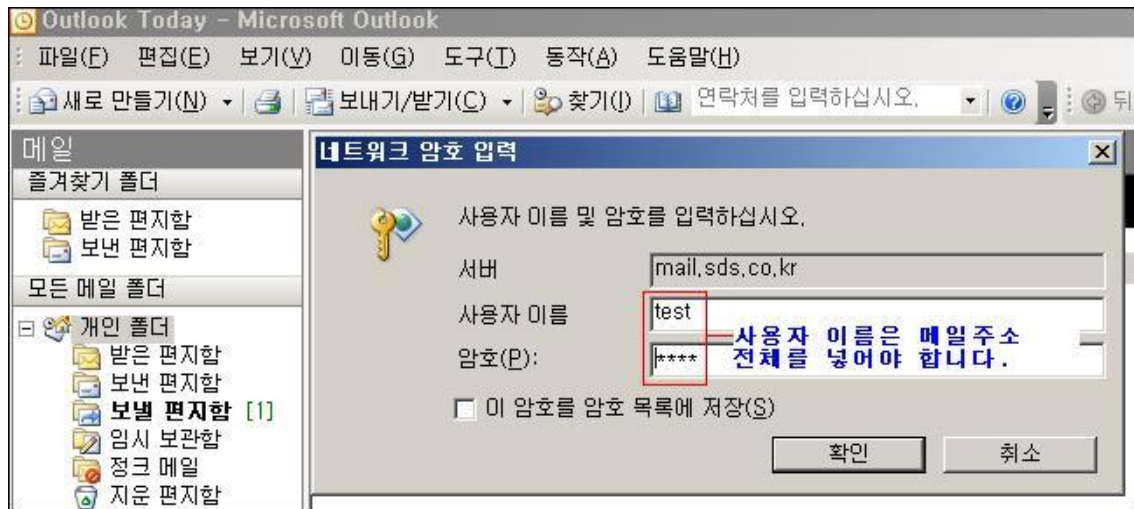 Outlook Today - Microsoft Outlook
파일(F) 편집(E) 보기(V) 이동(G) 도구(T) 동작(A) 도움말(H)
새로 만들기(N) 보내기/받기(C) 찾기(I) 연락처를 입력하십시오. 뒤
메일
즐겨찾기 폴더
받은 편지함
보낸 편지함
모든 메일 폴더
개인 폴더
받은 편지함
보낸 편지함
보낼 편지함 [1]
임시 보관함
정크 메일
지운 편지함
네트워크 암호 입력
사용자 이름 및 암호를 입력하십시오.
서버 mail.sds.co.kr
사용자 이름 test
사용자 이름은 메일주소
암호(P): ****
전체를 넣어야 합니다.
이 암호를 암호 목록에 저장(S)
확인 취소